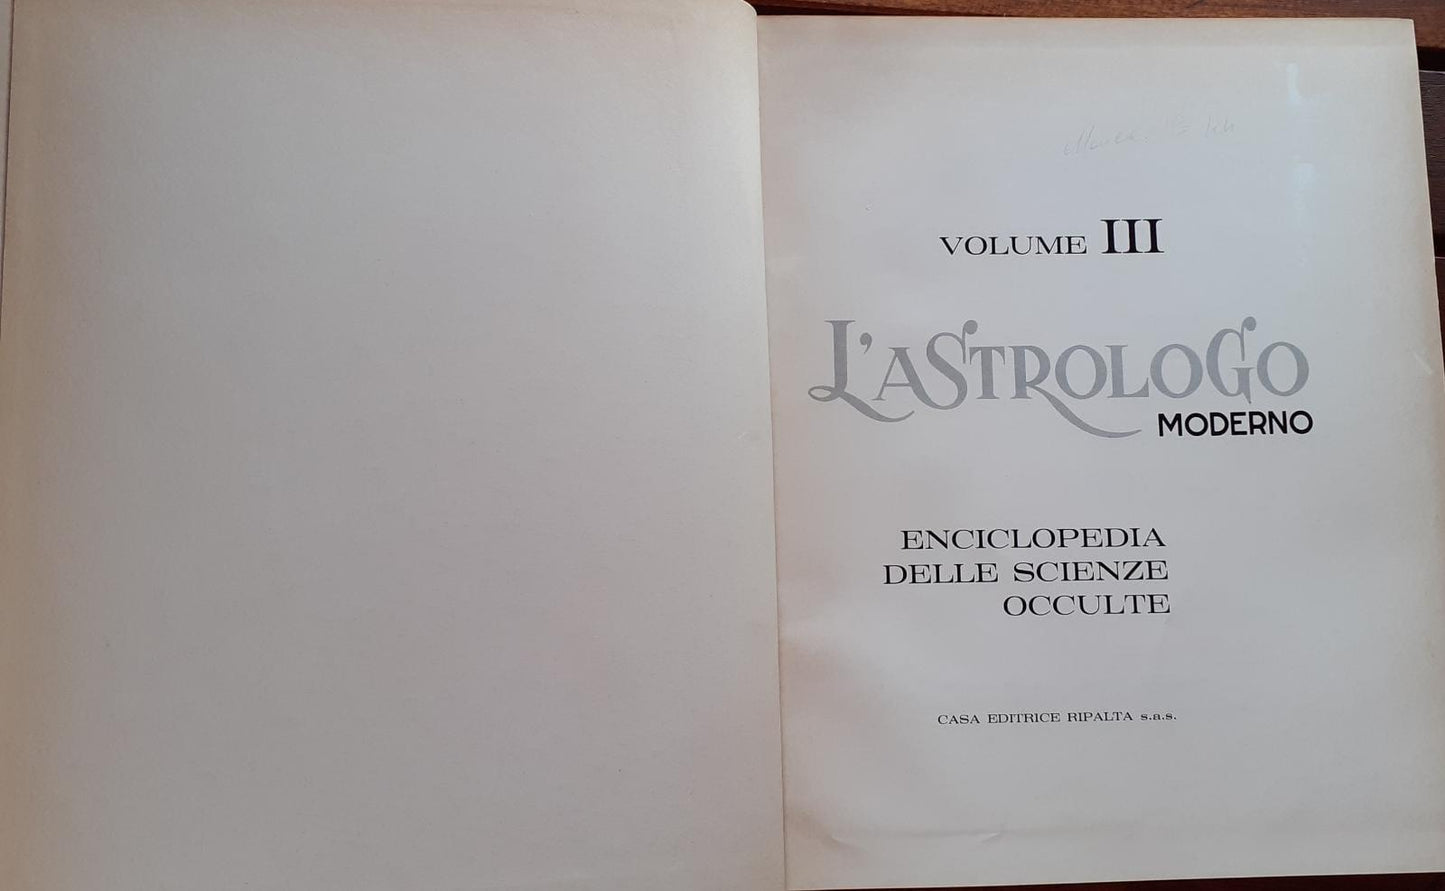 VOLUME III
L'ASTROLOGO
MODERNO
ENCICLOPEDIA
DELLE SCIENZE
OCCULTE
CASA EDITRICE RIPALTA s.a.s.